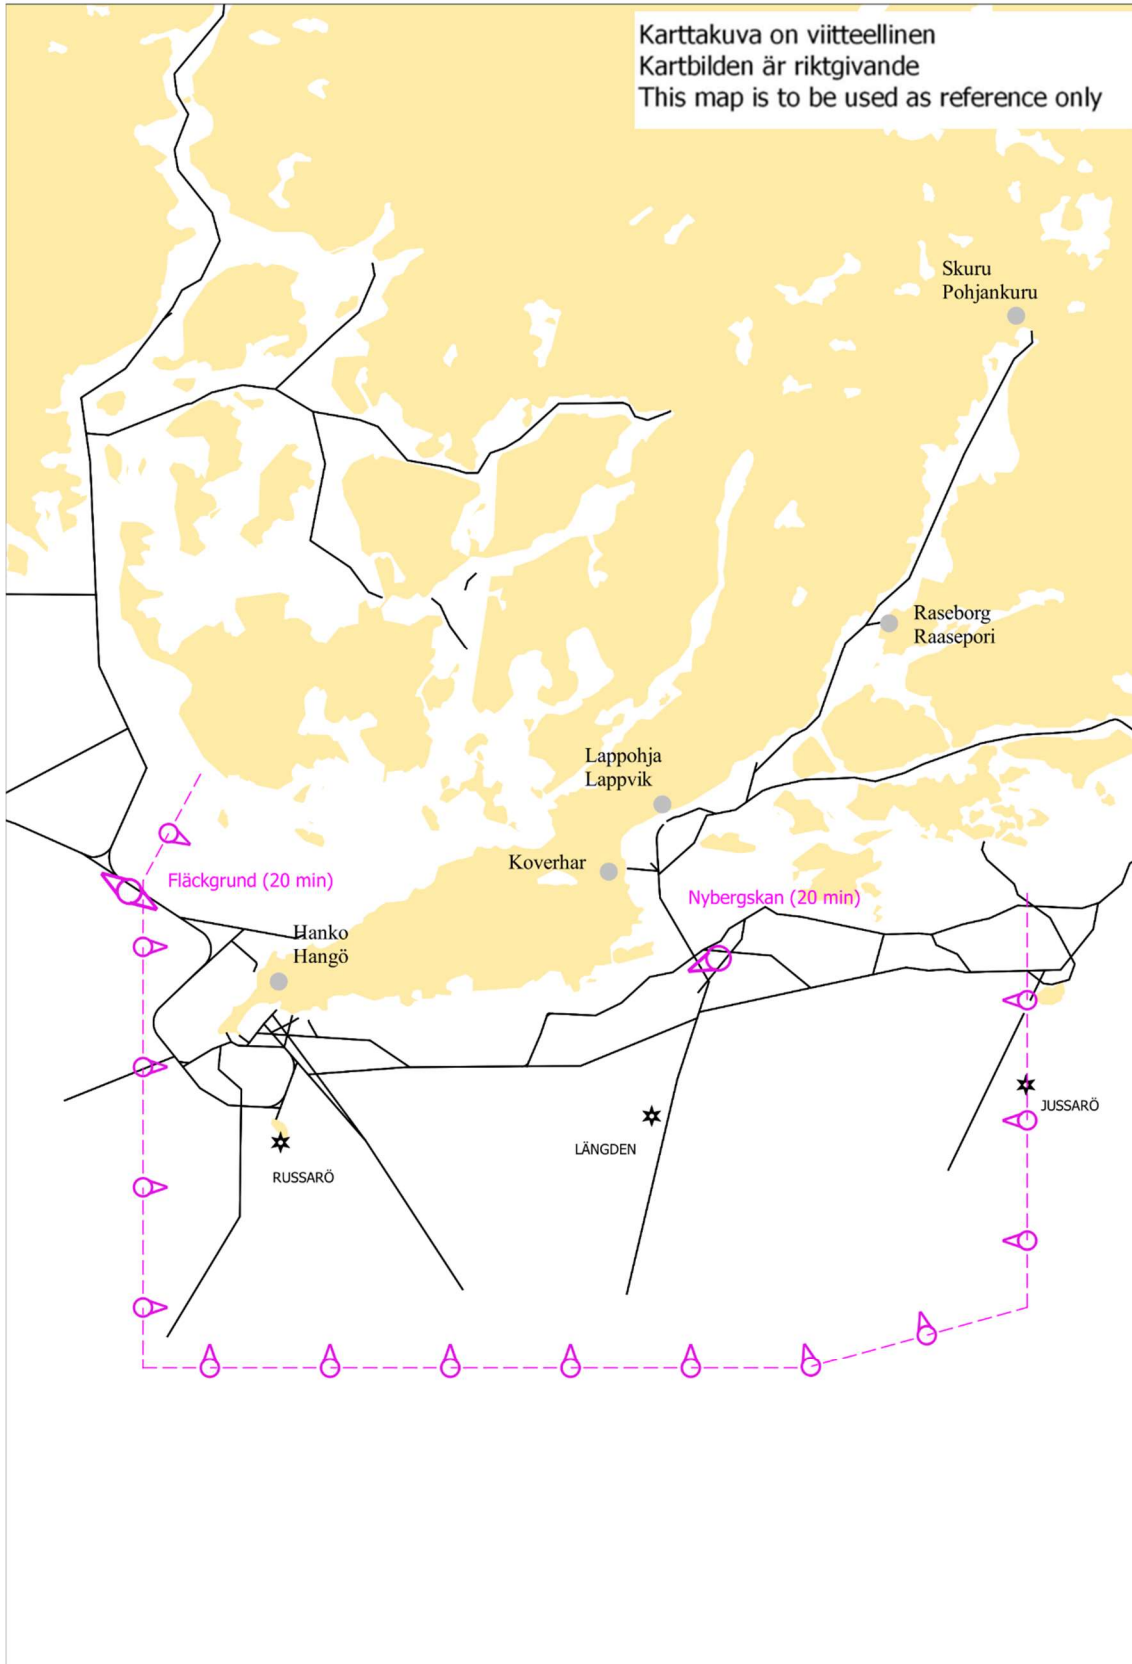 Karttakuva on viitteellinen
Kartbilden är riktgivande
This map is to be used as reference only
Skuru
Pohjankuru
Raseborg
Raasepori
Lappohja
Lappvik
Koverhar
Fläckgrund (20 min)
Nybergskan (20 min)
Hanko
Hangö
JUSSARÖ
LÄNGDEN
RUSSARÖ